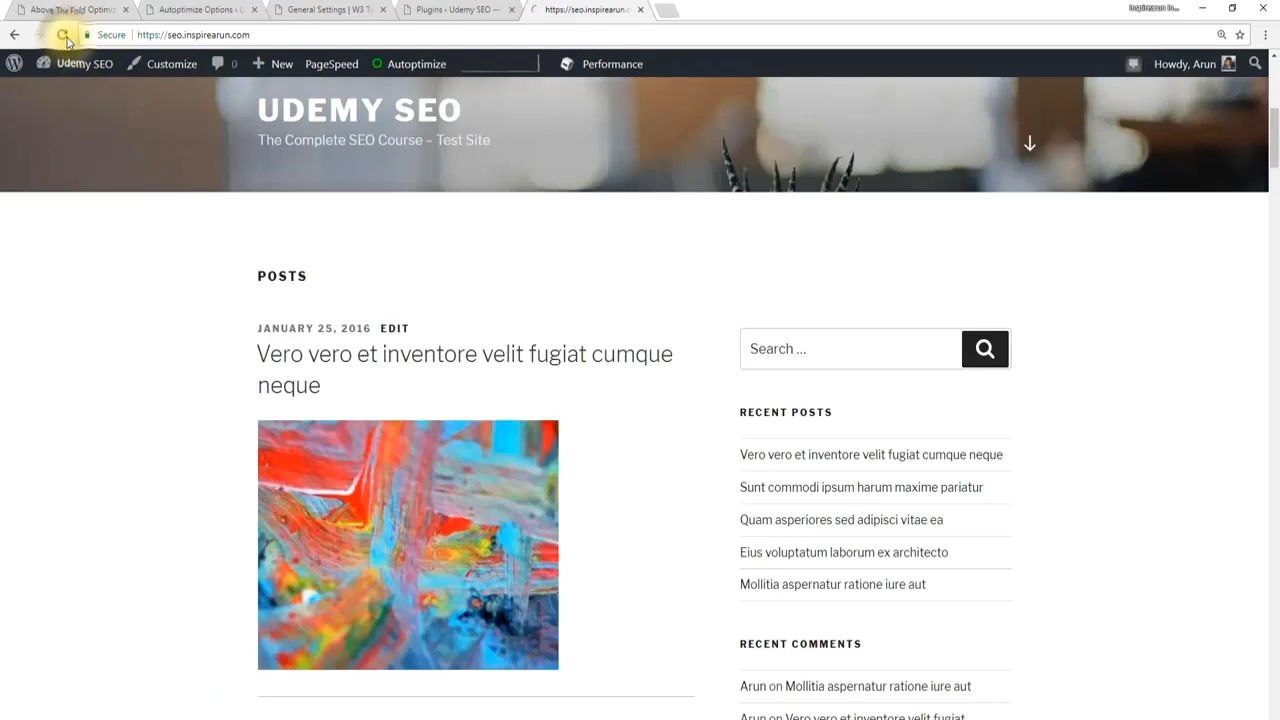 Above The Fold Optimiz
Autoptimize Options ‹ U
General Settings | W3 To
Plugins ‹ Udemy SEO —
https://seo.inspirearun.c
Inspirearun In...
Secure
https://seo.inspirearun.com
Udemy SEO
Customize
0
New
PageSpeed
Autoptimize
Performance
Howdy, Arun
UDEMY SEO
The Complete SEO Course – Test Site
POSTS
JANUARY 25, 2016 EDIT
Vero vero et inventore velit fugiat cumque
neque
Search ...
RECENT POSTS
Vero vero et inventore velit fugiat cumque neque
Sunt commodi ipsum harum maxime pariatur
Quam asperiores sed adipisci vitae ea
Eius voluptatum laborum ex architecto
Mollitia aspernatur ratione iure aut
RECENT COMMENTS
Arun on Mollitia aspernatur ratione iure aut
Arun on Vero vero et inventore velit fugiat